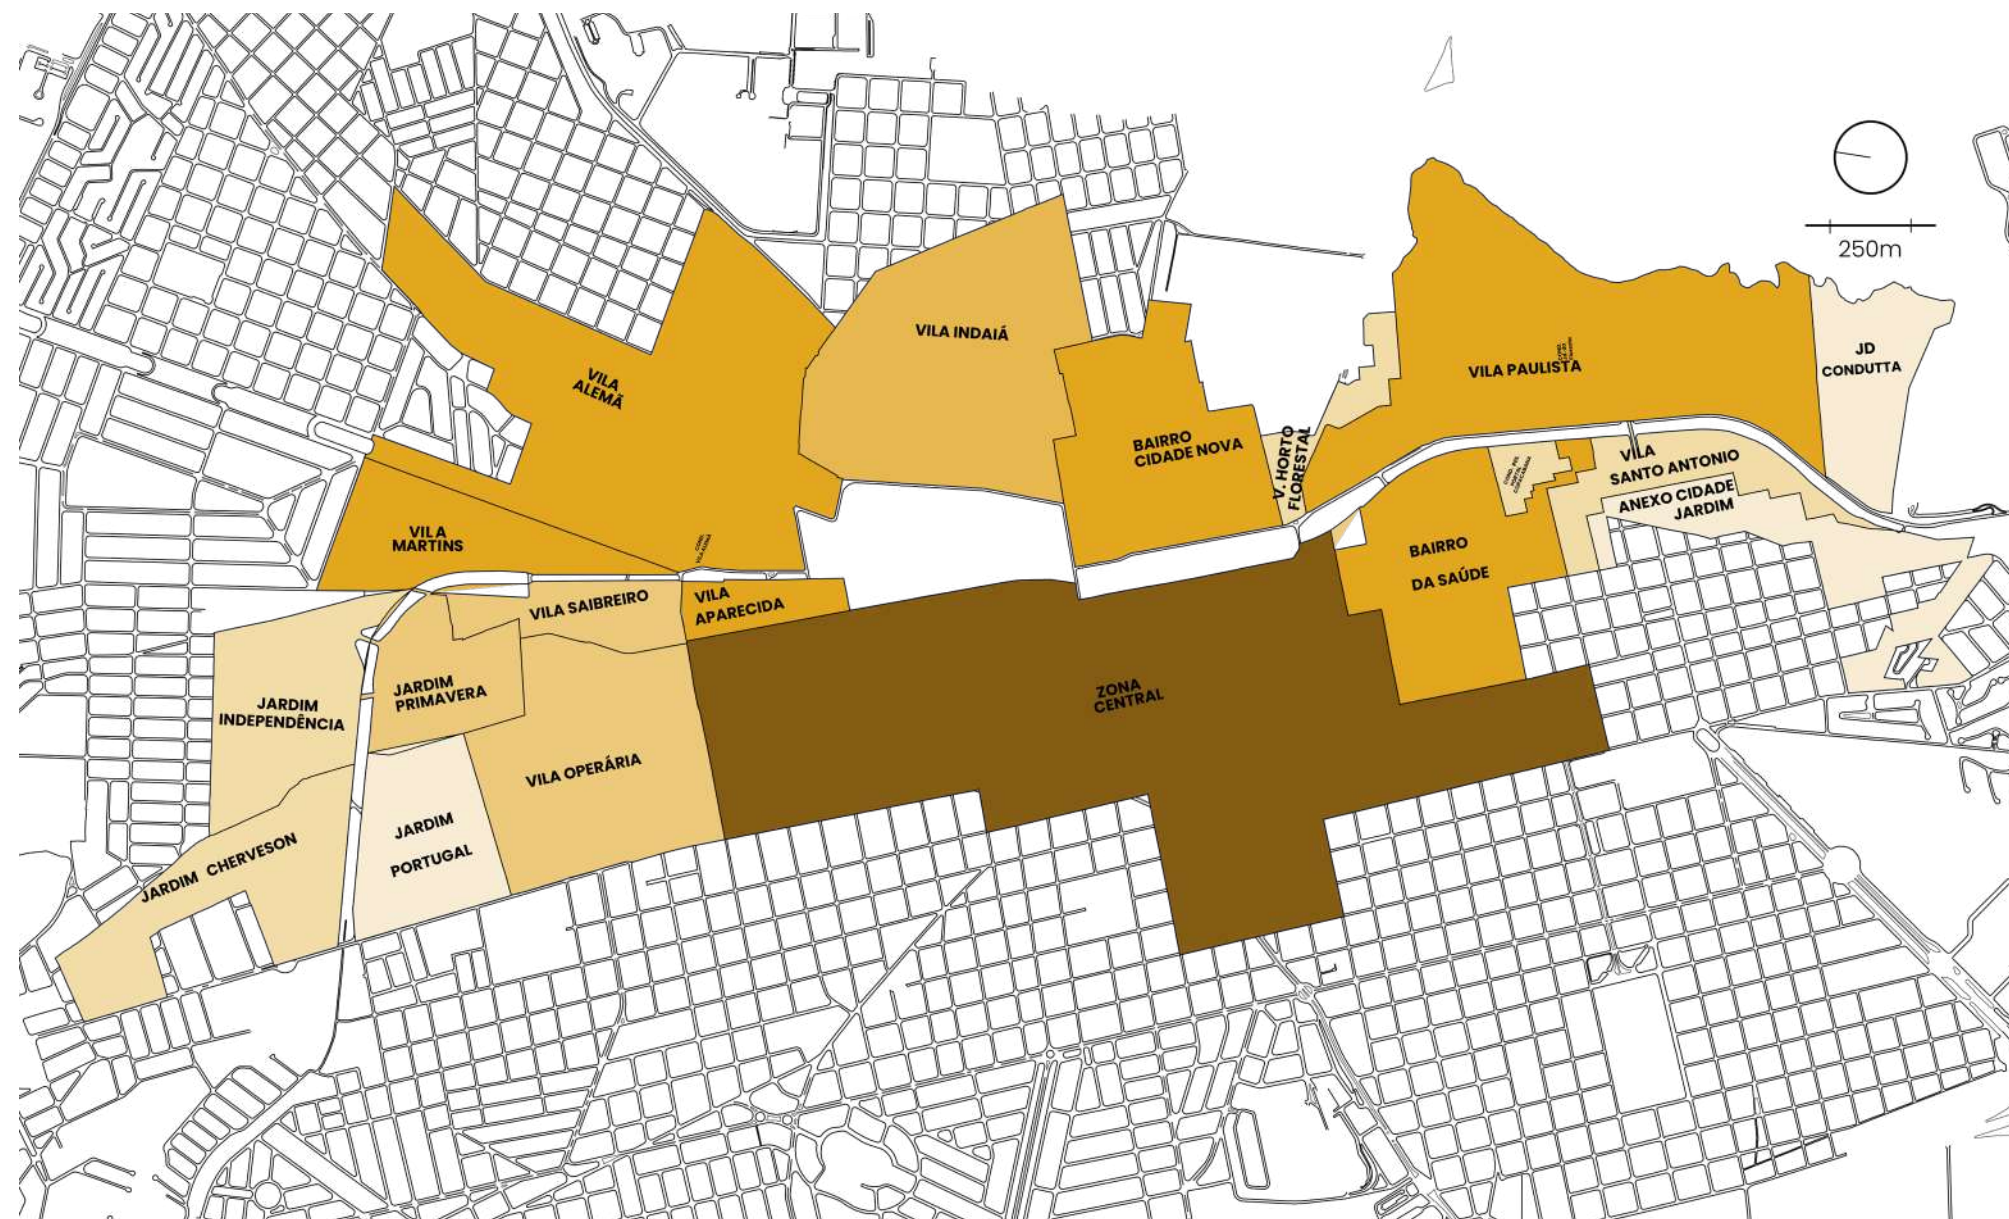 250m
VILA INDAIÁ
JD
CONDUTTA
VILA PAULISTA
VILA
ALEMÃ
BAIRRO
CIDADE NOVA
V. HORTO
FLORESTAL
VILA
SANTO ANTONIO
ANEXO CIDADE
JARDIM
VILA
MARTINS
BAIRRO
DA SAÚDE
VILA SAIBREIRO
VILA
APARECIDA
JARDIM
PRIMAVERA
JARDIM
INDEPENDÊNCIA
ZONA
CENTRAL
VILA OPERÁRIA
JARDIM
PORTUGAL
JARDIM CHERVESON